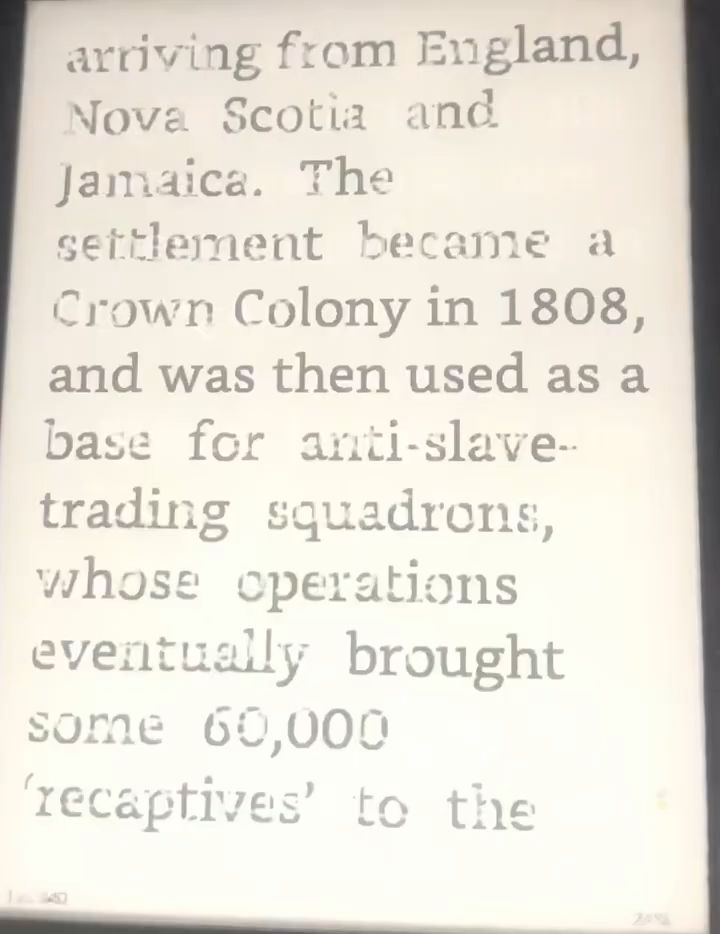 arriving from England,
Nova Scotia and
Jamaica. The
settlement became a
Crown Colony in 1808,
and was then used as a
base for anti-slave-
trading squadrons,
whose operations
eventually brought
some 60,000
‘recaptives’ to the